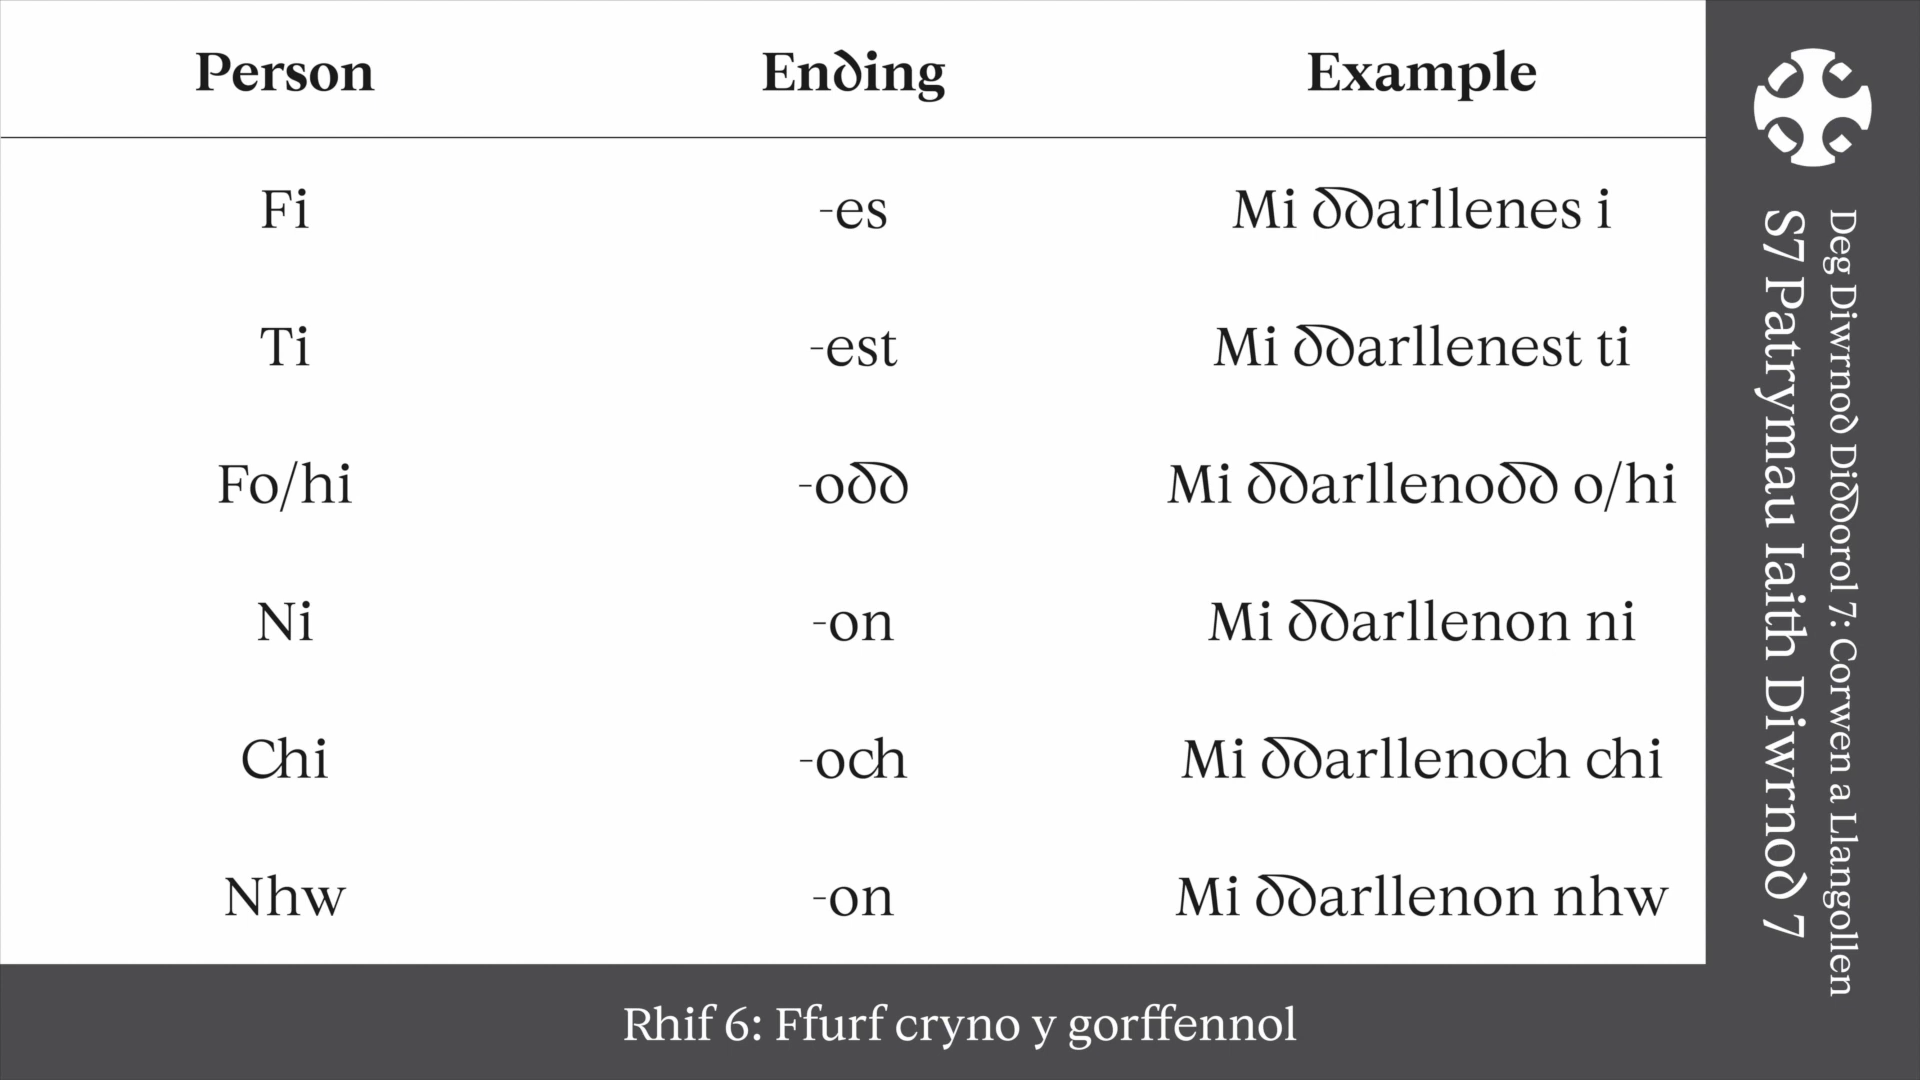 Person Ending Example
Fi -es Mi ddarllenes i
Ti -est Mi ddarllenest ti
Fo/hi -odd Mi ddarllenodd o/hi
Ni -on Mi ddarllenon ni
Chi -och Mi ddarllenoch chi
Nhw -on Mi ddarllenon nhw
Rhif 6: Ffurf cryno y gorffennol
Deg Diwrnod Diddorol 7: Corwen a Llangollen
S7 Patrymau Iaith Diwrnod 7